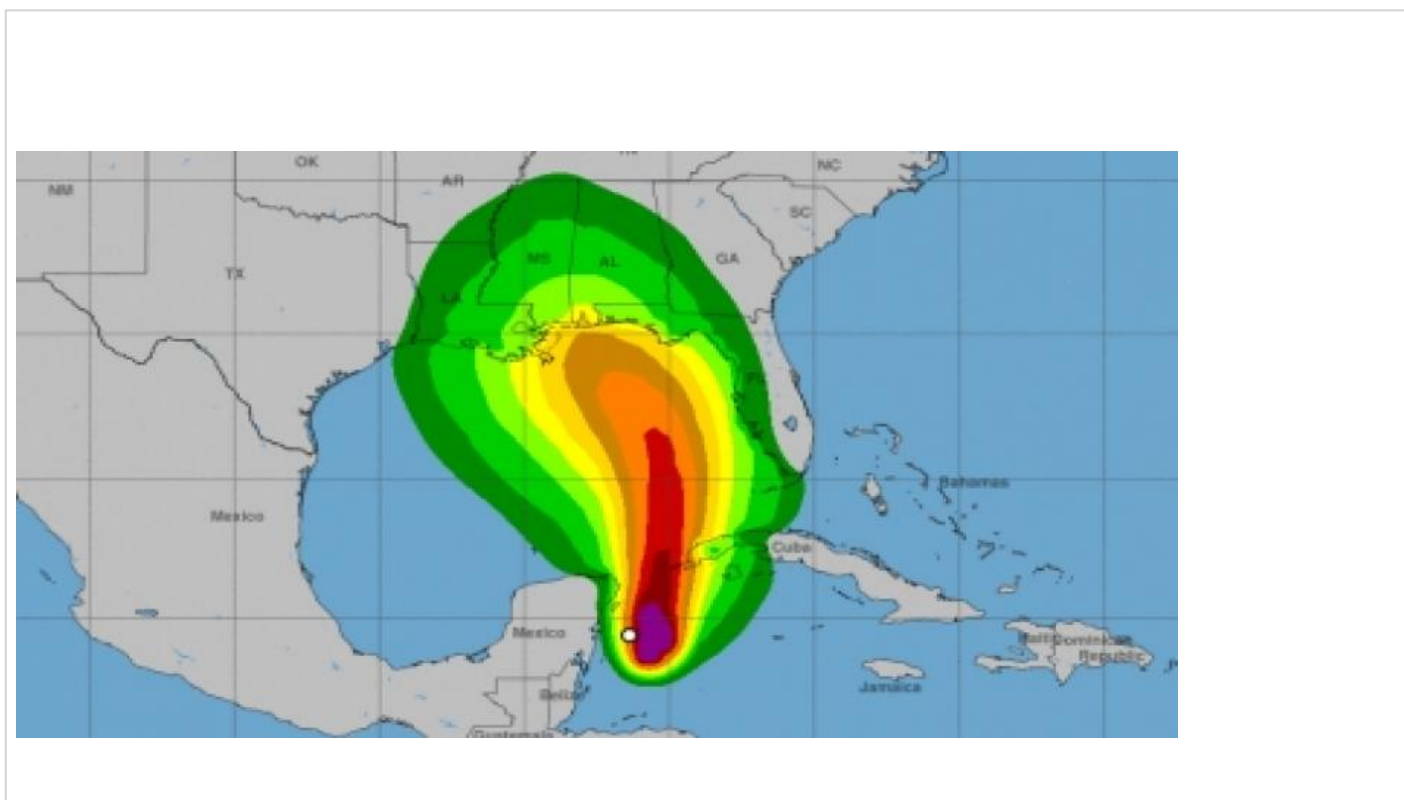 OK
NC
AR
NM
SC
MS
AL
GA
TX
LA
Bahamas
Mexico
Cuba
Mexico
Haiti
Dominican
Republic
Belize
Jamaica
Guatemala